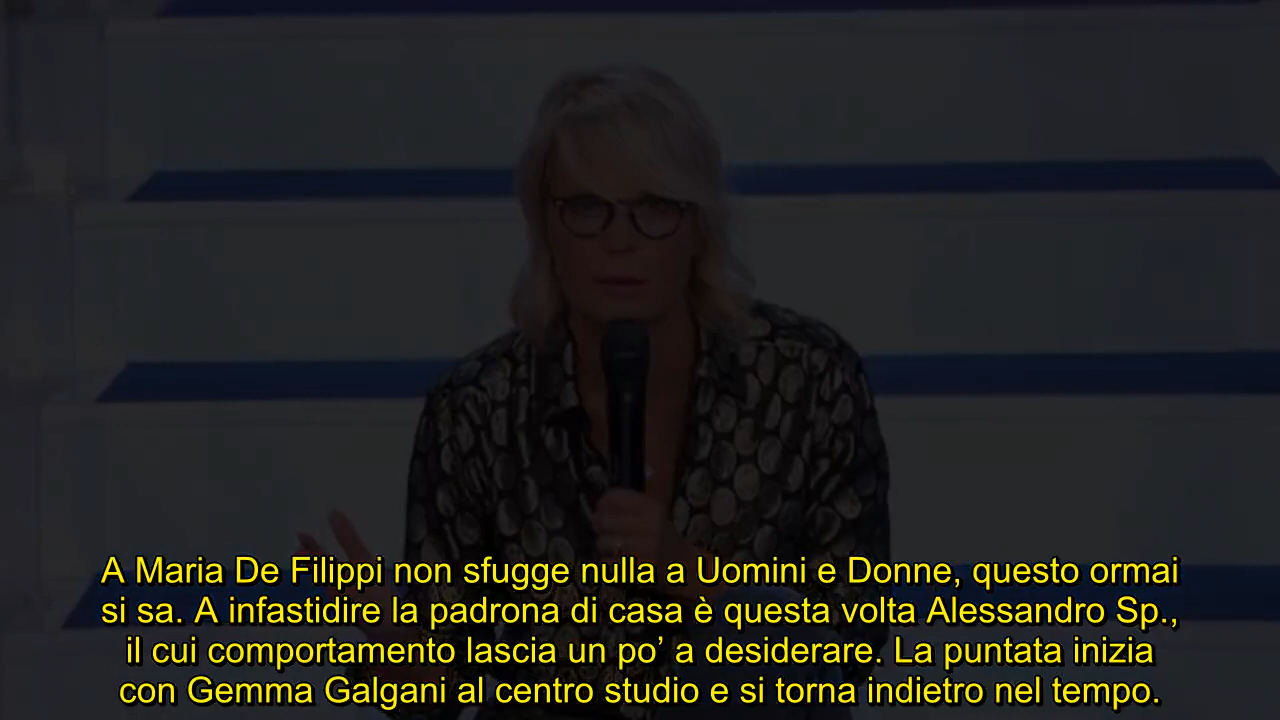 A Maria De Filippi non sfugge nulla a Uomini e Donne, questo ormai
si sa. A infastidire la padrona di casa è questa volta Alessandro Sp.,
il cui comportamento lascia un po’ a desiderare. La puntata inizia
con Gemma Galgani al centro studio e si torna indietro nel tempo.